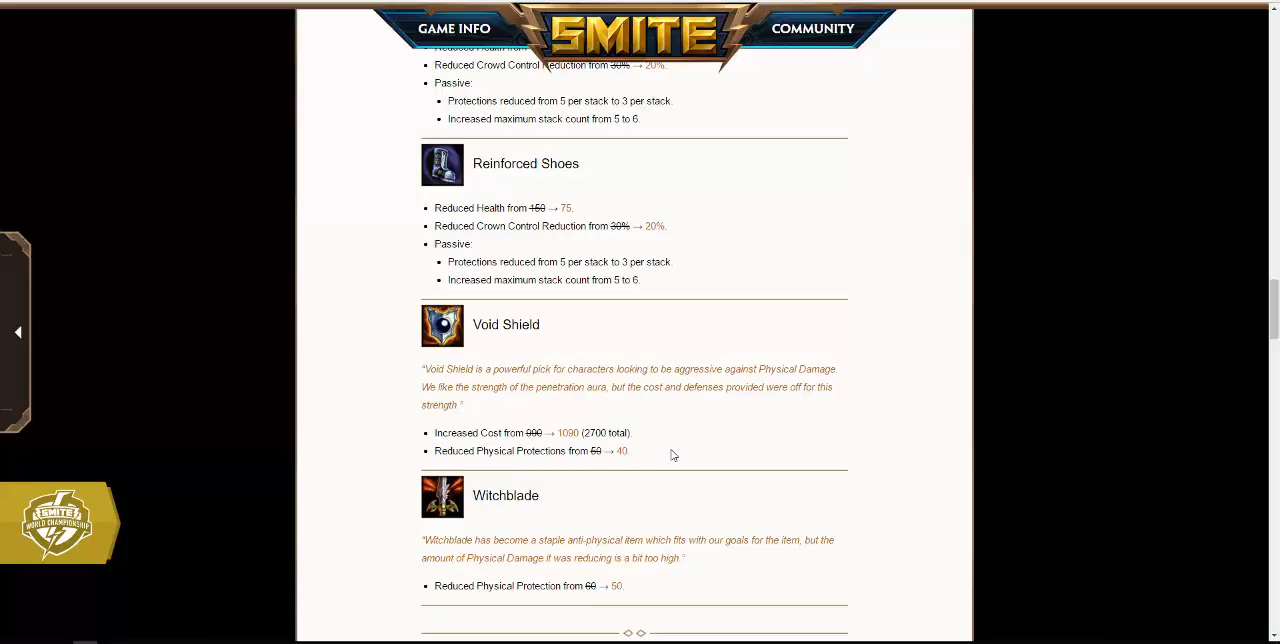 GAME INFO
SMITE
COMMUNITY
Reduced Health from
Reduced Crowd Control Reduction from 30% → 20%.
Passive:
Protections reduced from 5 per stack to 3 per stack.
Increased maximum stack count from 5 to 6.
Reinforced Shoes
Reduced Health from 150 → 75.
Reduced Crown Control Reduction from 30% → 20%.
Passive:
Protections reduced from 5 per stack to 3 per stack.
Increased maximum stack count from 5 to 6.
Void Shield
“Void Shield is a powerful pick for characters looking to be aggressive against Physical Damage.
We like the strength of the penetration aura, but the cost and defenses provided were off for this
strength.”
Increased Cost from 990 → 1090 (2700 total).
Reduced Physical Protections from 50 → 40.
SMITE
WORLD CHAMPIONSHIP
Witchblade
“Witchblade has become a staple anti-physical item which fits with our goals for the item, but the
amount of Physical Damage it was reducing is a bit too high.”
Reduced Physical Protection from 60 → 50.